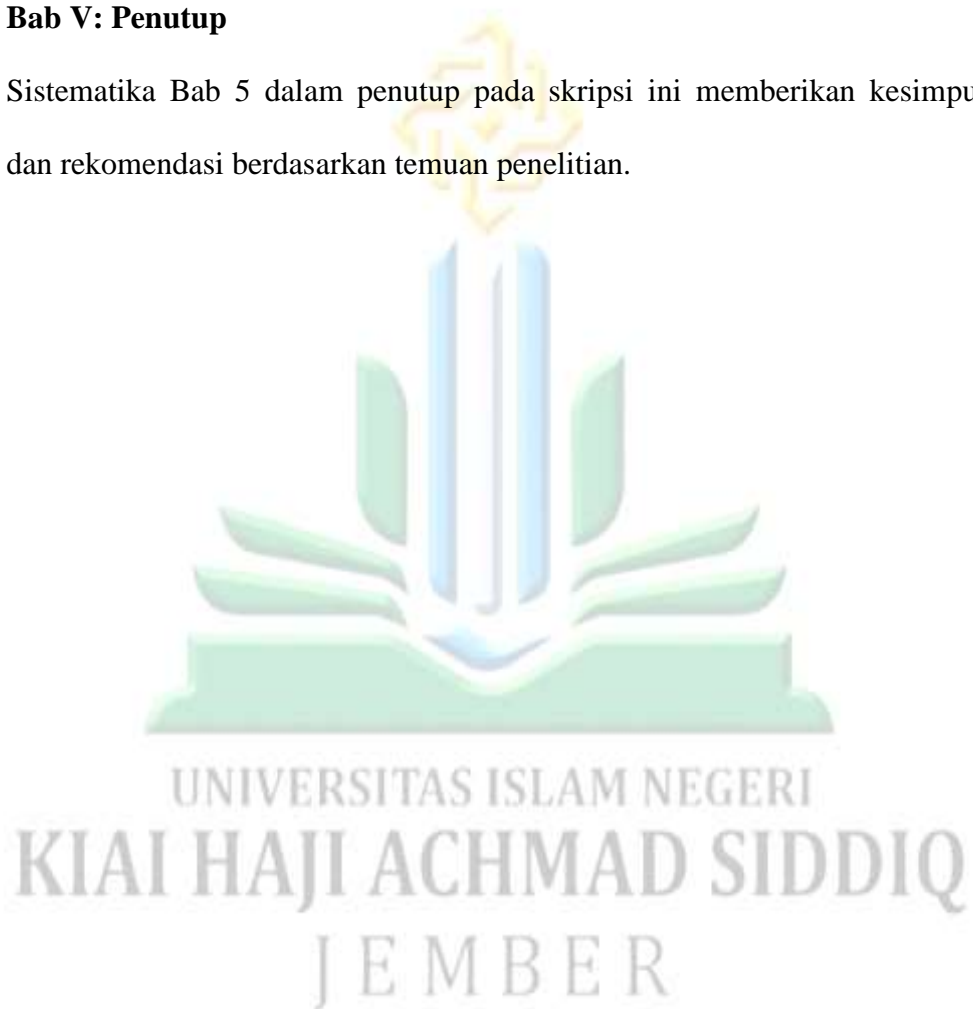 Bab V: Penutup
Sistematika Bab 5 dalam penutup pada skripsi ini memberikan kesimpu
dan rekomendasi berdasarkan temuan penelitian.
UNIVERSITAS ISLAM NEGERI
KIAI HAJI ACHMAD SIDDIQ
JEMBER